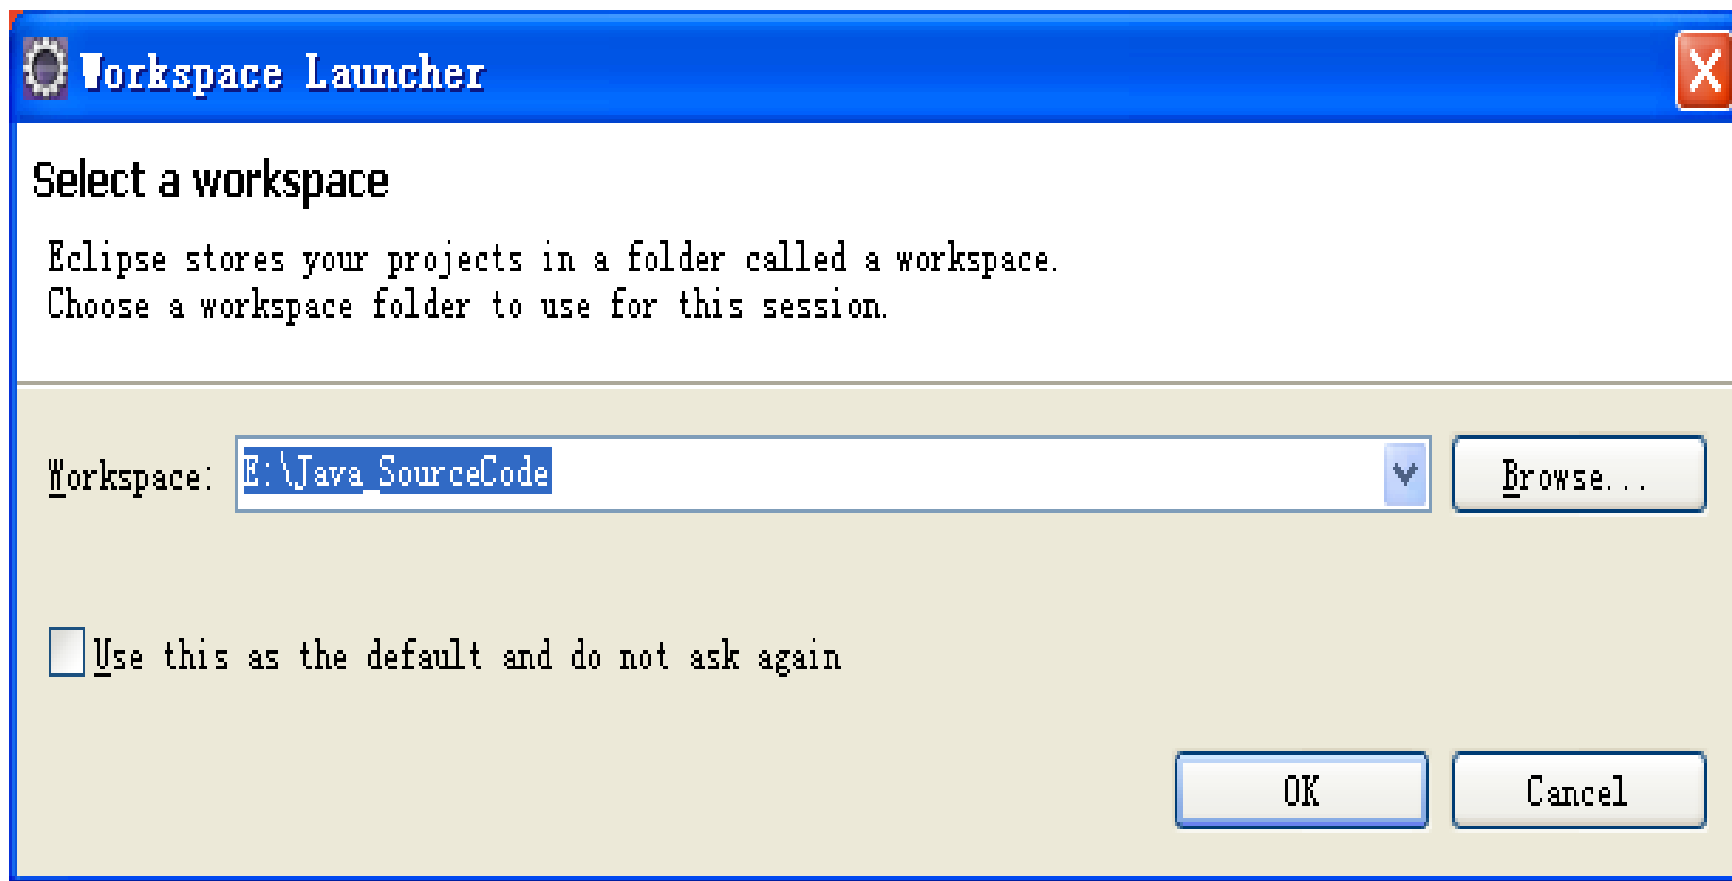 Workspace Launcher
Select a workspace
Eclipse stores your projects in a folder called a workspace.
Choose a workspace folder to use for this session.
Workspace: E:\Java_SourceCode Browse...
Use this as the default and do not ask again
OK Cancel